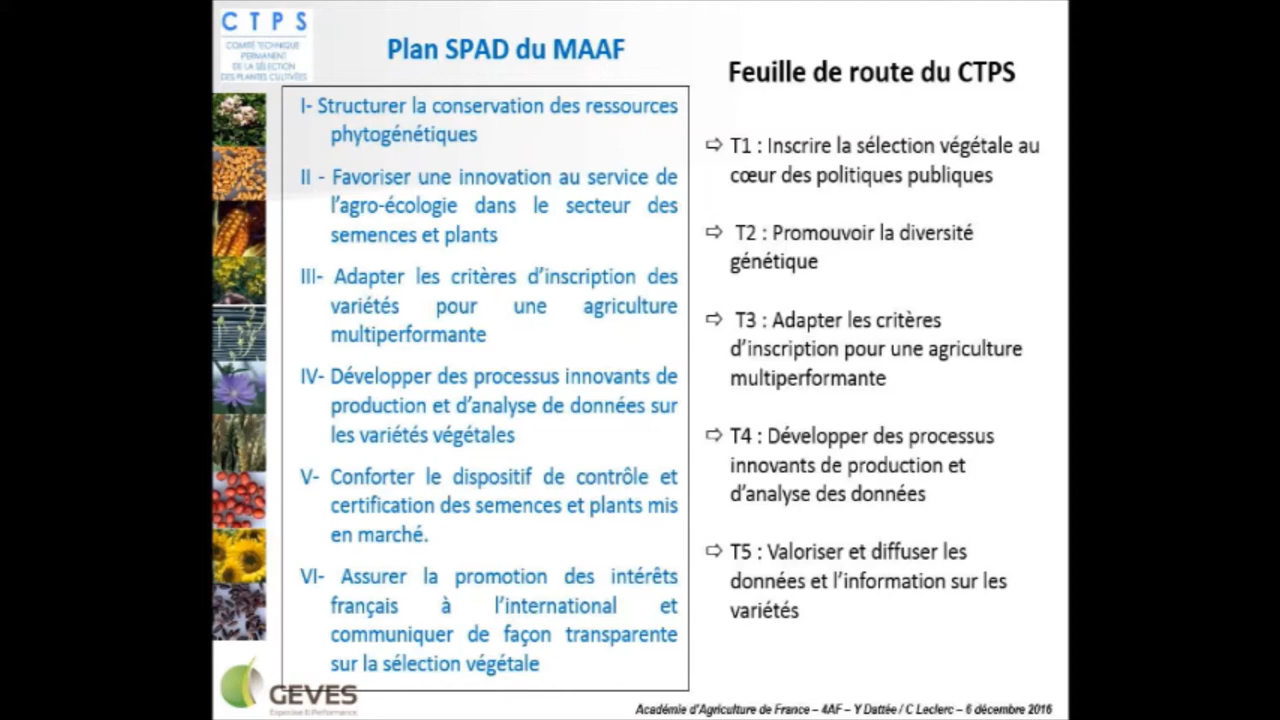 C T P S
COMITÉ TECHNIQUE
PERMANENT
DE LA SÉLECTION
DES PLANTES CULTIVÉES
Plan SPAD du MAAF
I- Structurer la conservation des ressources
phytogénétiques
II - Favoriser une innovation au service de
l'agro-écologie dans le secteur des
semences et plants
III- Adapter les critères d'inscription des
variétés pour une agriculture
multiperformante
IV- Développer des processus innovants de
production et d'analyse de données sur
les variétés végétales
V- Conforter le dispositif de contrôle et
certification des semences et plants mis
en marché.
VI- Assurer la promotion des intérêts
français à l'international et
communiquer de façon transparente
sur la sélection végétale
Feuille de route du CTPS
⇨ T1 : Inscrire la sélection végétale au
cœur des politiques publiques
⇨ T2 : Promouvoir la diversité
génétique
⇨ T3 : Adapter les critères
d'inscription pour une agriculture
multiperformante
⇨ T4 : Développer des processus
innovants de production et
d'analyse des données
⇨ T5 : Valoriser et diffuser les
données et l'information sur les
variétés
GEVES
Expertise & Performance
Académie d'Agriculture de France – 4AF – Y Dattée / C Leclerc – 6 décembre 2016